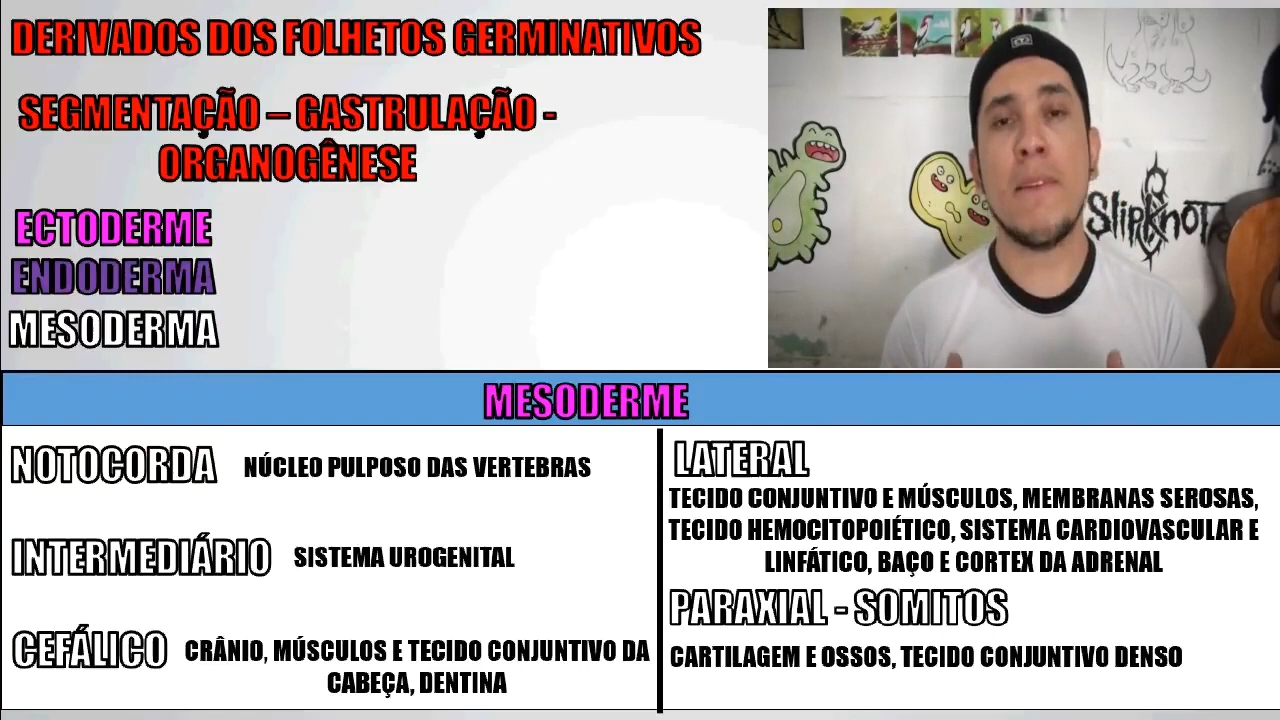 DERIVADOS DOS FOLHETOS GERMINATIVOS
SEGMENTAÇÃO – GASTRULAÇÃO -
ORGANOGÊNESE
ECTODERME
ENDODERMA
MESODERMA
SLIPKNOT
MESODERME
NOTOCORDA NÚCLEO PULPOSO DAS VERTEBRAS
INTERMEDIÁRIO SISTEMA UROGENITAL
CEFÁLICO CRÂNIO, MÚSCULOS E TECIDO CONJUNTIVO DA
CABEÇA, DENTINA
LATERAL
TECIDO CONJUNTIVO E MÚSCULOS, MEMBRANAS SEROSAS,
TECIDO HEMOCITOPOIÉTICO, SISTEMA CARDIOVASCULAR E
LINFÁTICO, BAÇO E CORTEX DA ADRENAL
PARAXIAL - SOMITOS
CARTILAGEM E OSSOS, TECIDO CONJUNTIVO DENSO